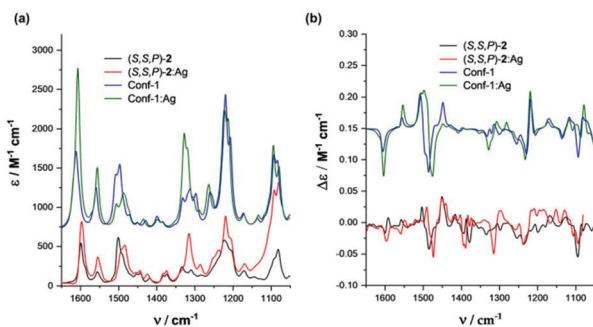 (a)
(S,S,P)-2
(S,S,P)-2:Ag
Conf-1
Conf-1:Ag
3000
2500
2000
1500
1000
500
0
ε / M⁻¹ cm⁻¹
1600 1500 1400 1300 1200 1100
ν / cm⁻¹
(b)
(S,S,P)-2
(S,S,P)-2:Ag
Conf-1
Conf-1:Ag
0.30
0.25
0.20
0.15
0.10
0.05
0.00
-0.05
-0.10
Δε / M⁻¹ cm⁻¹
1600 1500 1400 1300 1200 1100
ν / cm⁻¹